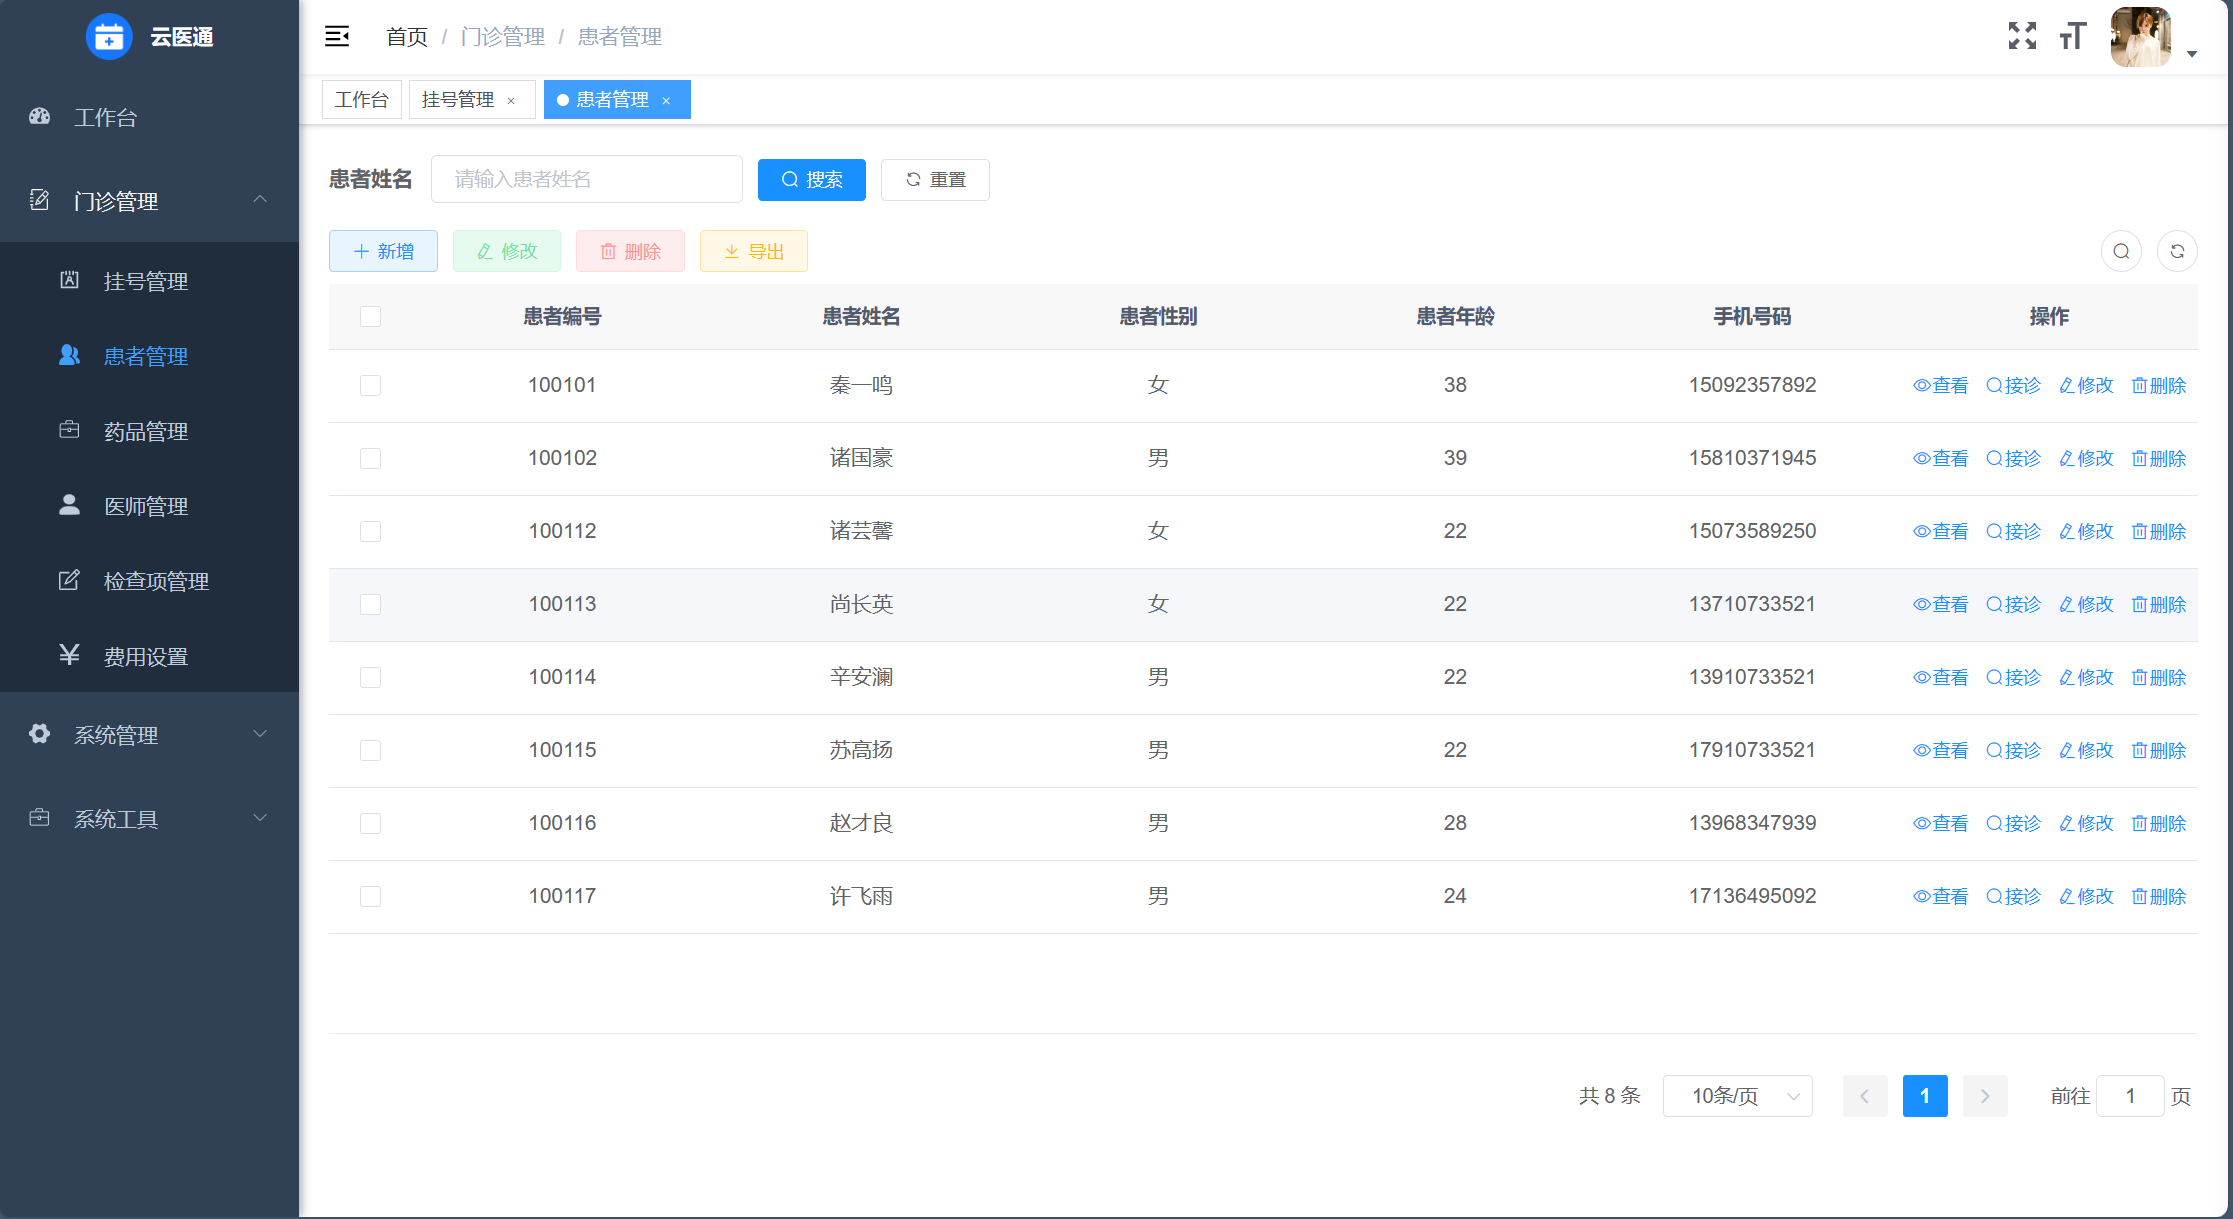 云医通
工作台
门诊管理
挂号管理
患者管理
药品管理
医师管理
检查项管理
费用设置
系统管理
系统工具
首页 / 门诊管理 / 患者管理
工作台 挂号管理 × 患者管理 ×
患者姓名 请输入患者姓名 搜索 重置
新增 修改 删除 导出
患者编号 患者姓名 患者性别 患者年龄 手机号码 操作
100101 秦一鸣 女 38 15092357892 查看 接诊 修改 删除
100102 诸国豪 男 39 15810371945 查看 接诊 修改 删除
100112 诸芸馨 女 22 15073589250 查看 接诊 修改 删除
100113 尚长英 女 22 13710733521 查看 接诊 修改 删除
100114 辛安澜 男 22 13910733521 查看 接诊 修改 删除
100115 苏高扬 男 22 17910733521 查看 接诊 修改 删除
100116 赵才良 男 28 13968347939 查看 接诊 修改 删除
100117 许飞雨 男 24 17136495092 查看 接诊 修改 删除
共 8 条 10条/页 1 前往 1 页